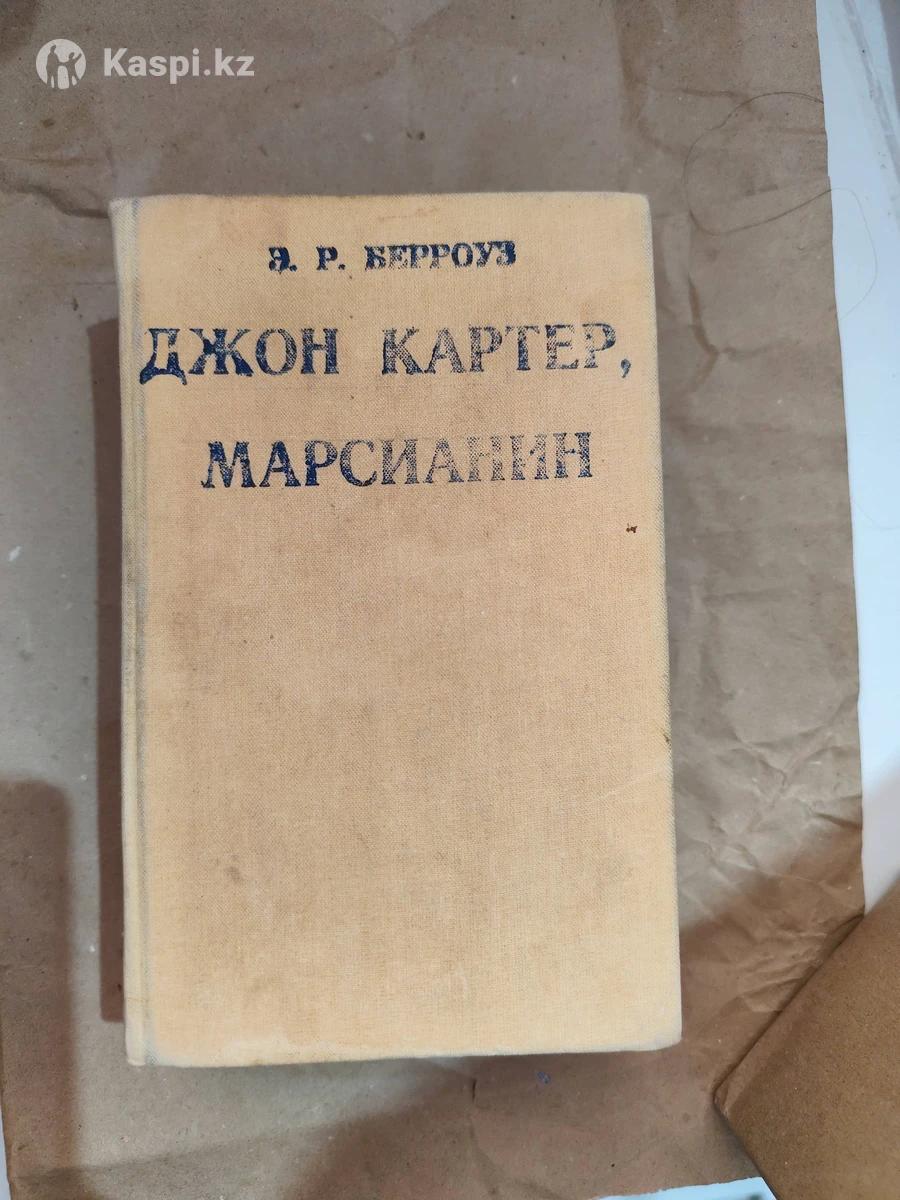 Kaspi.kz
Э. Р. БЕРРОУЗ
ДЖОН КАРТЕР,
МАРСИАНИН